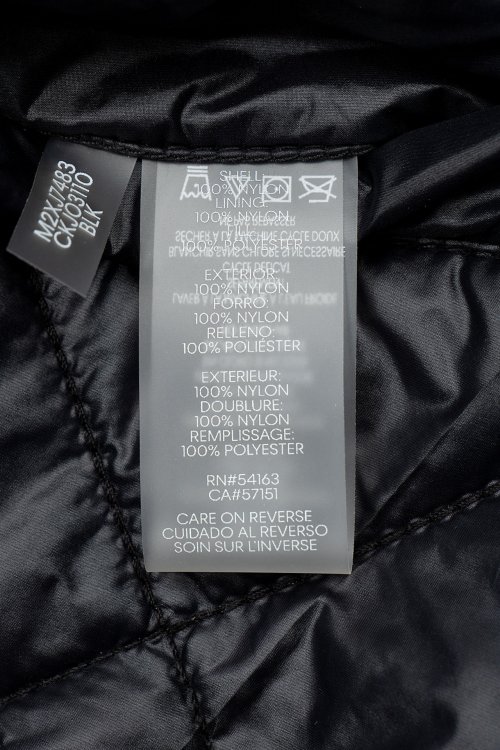 M2XJ7483
CKJO3110
BLK
SHELL:
100% NYLON
LINING:
100% NYLON
FILL:
100% POLYESTER
EXTERIOR:
100% NYLON
FORRO:
100% NYLON
RELLENO:
100% POLIÉSTER
EXTERIEUR:
100% NYLON
DOUBLURE:
100% NYLON
REMPLISSAGE:
100% POLYESTER
RN#54163
CA#57151
CARE ON REVERSE
CUIDADO AL REVERSO
SOIN SUR L'INVERSE